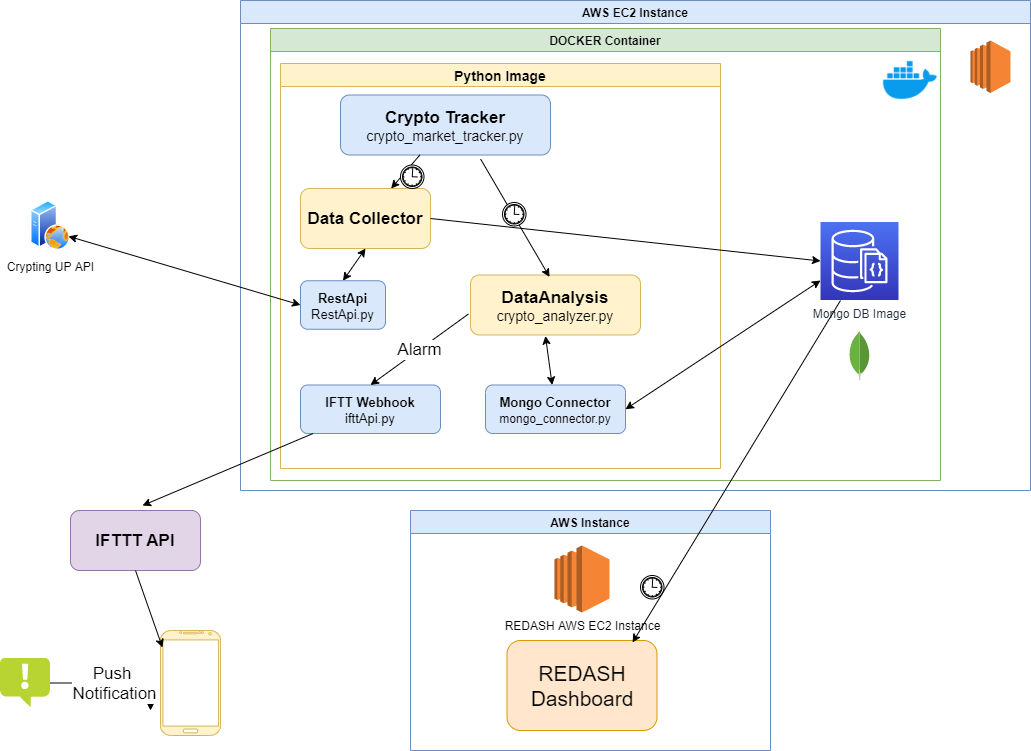 AWS EC2 Instance
DOCKER Container
Python Image
Crypto Tracker
crypto_market_tracker.py
Data Collector
Crypting UP API
RestApi
RestApi.py
DataAnalysis
crypto_analyzer.py
Mongo DB Image
Alarm
IFTT Webhook
ifttApi.py
Mongo Connector
mongo_connector.py
IFTTT API
AWS Instance
REDASH AWS EC2 Instance
REDASH
Dashboard
Push
Notification